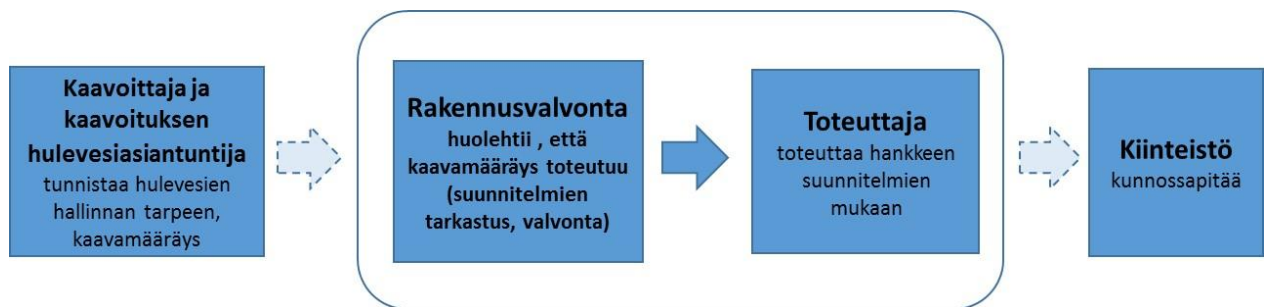 Kaavoittaja ja
kaavoituksen
hulevesiasiantuntija
tunnistaa hulevesien
hallinnan tarpeen,
kaavamääräys
Rakennusvalvonta
huolehtii , että
kaavamääräys toteutuu
(suunnitelmien
tarkastus, valvonta)
Toteuttaja
toteuttaa hankkeen
suunnitelmien
mukaan
Kiinteistö
kunnossapitää